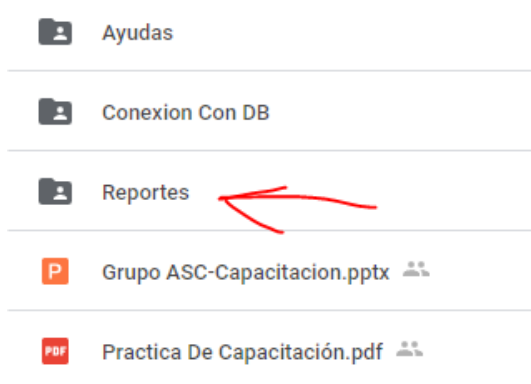 Ayudas
Conexion Con DB
Reportes
P Grupo ASC-Capacitacion.pptx
PDF Practica De Capacitación.pdf